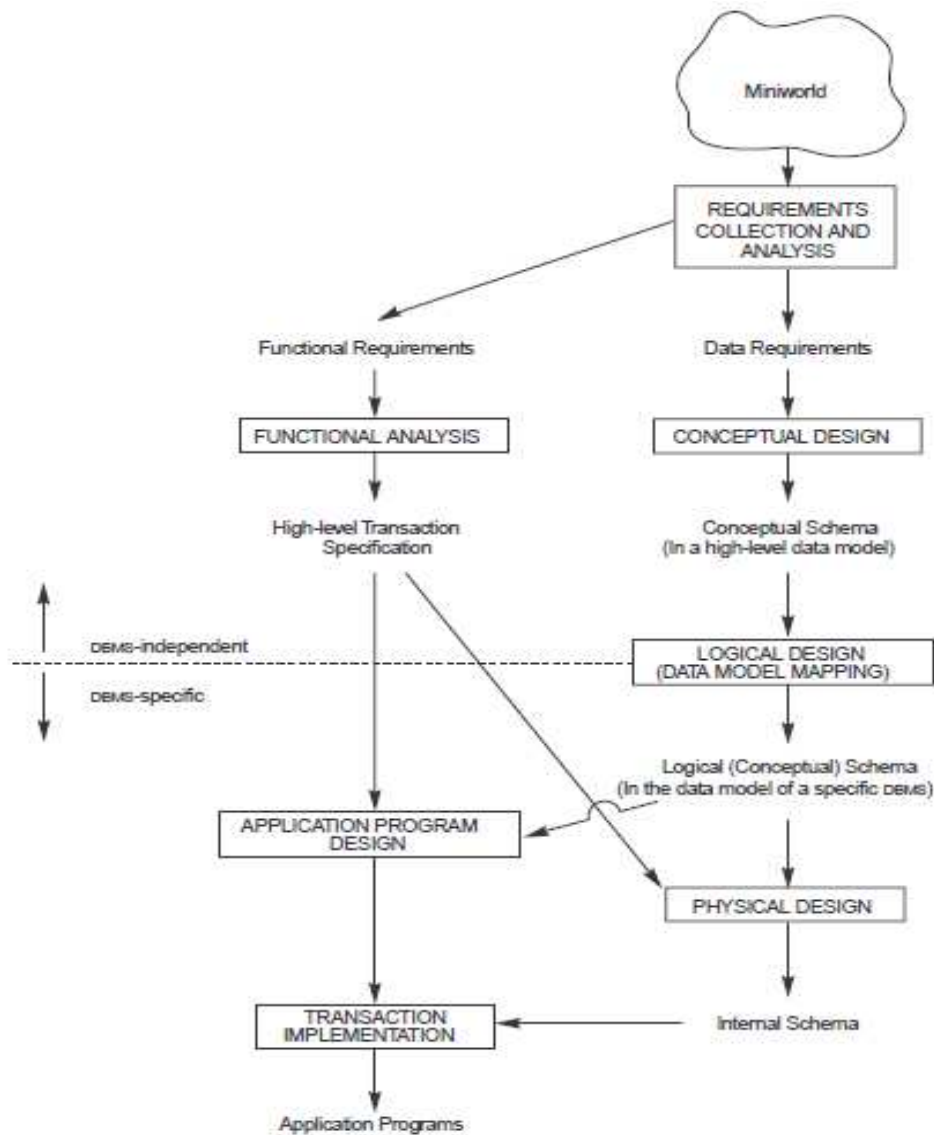 Miniworld
REQUIREMENTS
COLLECTION AND
ANALYSIS
Functional Requirements
Data Requirements
FUNCTIONAL ANALYSIS
CONCEPTUAL DESIGN
High-level Transaction
Specification
Conceptual Schema
(In a high-level data model)
DBMS-independent
LOGICAL DESIGN
(DATA MODEL MAPPING)
DBMS-specific
Logical (Conceptual) Schema
(In the data model of a specific DBMS)
APPLICATION PROGRAM
DESIGN
PHYSICAL DESIGN
TRANSACTION
IMPLEMENTATION
Internal Schema
Application Programs